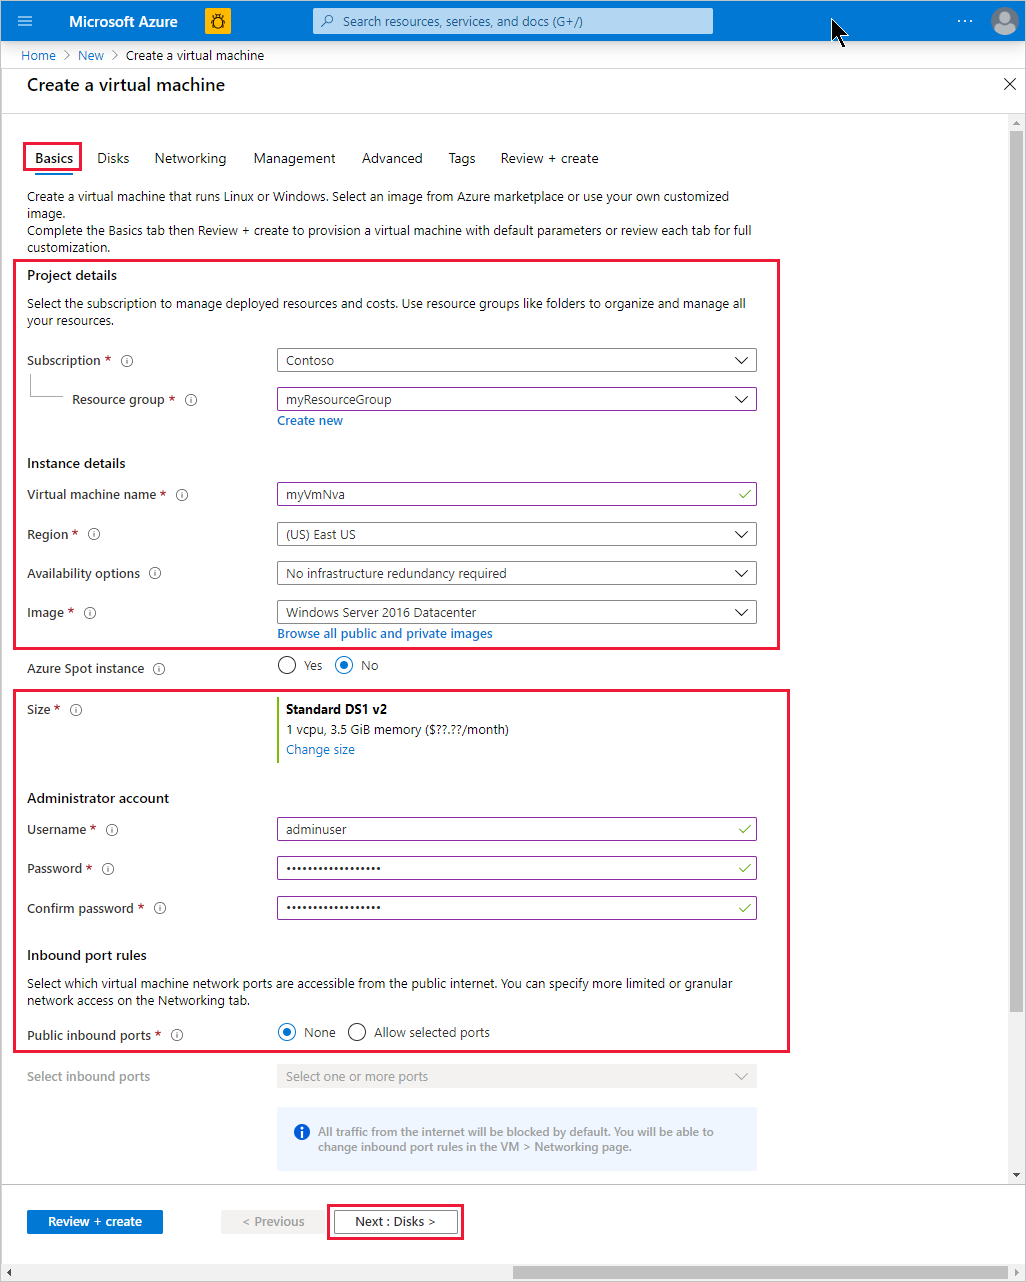 Microsoft Azure
Search resources, services, and docs (G+/)
Home > New > Create a virtual machine
Create a virtual machine
Basics Disks Networking Management Advanced Tags Review + create
Create a virtual machine that runs Linux or Windows. Select an image from Azure marketplace or use your own customized
image.
Complete the Basics tab then Review + create to provision a virtual machine with default parameters or review each tab for full
customization.
Project details
Select the subscription to manage deployed resources and costs. Use resource groups like folders to organize and manage all
your resources.
Subscription * Contoso
Resource group * myResourceGroup
Create new
Instance details
Virtual machine name * myVmNva
Region * (US) East US
Availability options No infrastructure redundancy required
Image * Windows Server 2016 Datacenter
Browse all public and private images
Azure Spot instance Yes No
Size * Standard DS1 v2
1 vcpu, 3.5 GiB memory ($??.??/month)
Change size
Administrator account
Username * adminuser
Password * ••••••••••••••••••
Confirm password * ••••••••••••••••••
Inbound port rules
Select which virtual machine network ports are accessible from the public internet. You can specify more limited or granular
network access on the Networking tab.
Public inbound ports * None Allow selected ports
Select inbound ports Select one or more ports
All traffic from the internet will be blocked by default. You will be able to
change inbound port rules in the VM > Networking page.
Review + create < Previous Next : Disks >